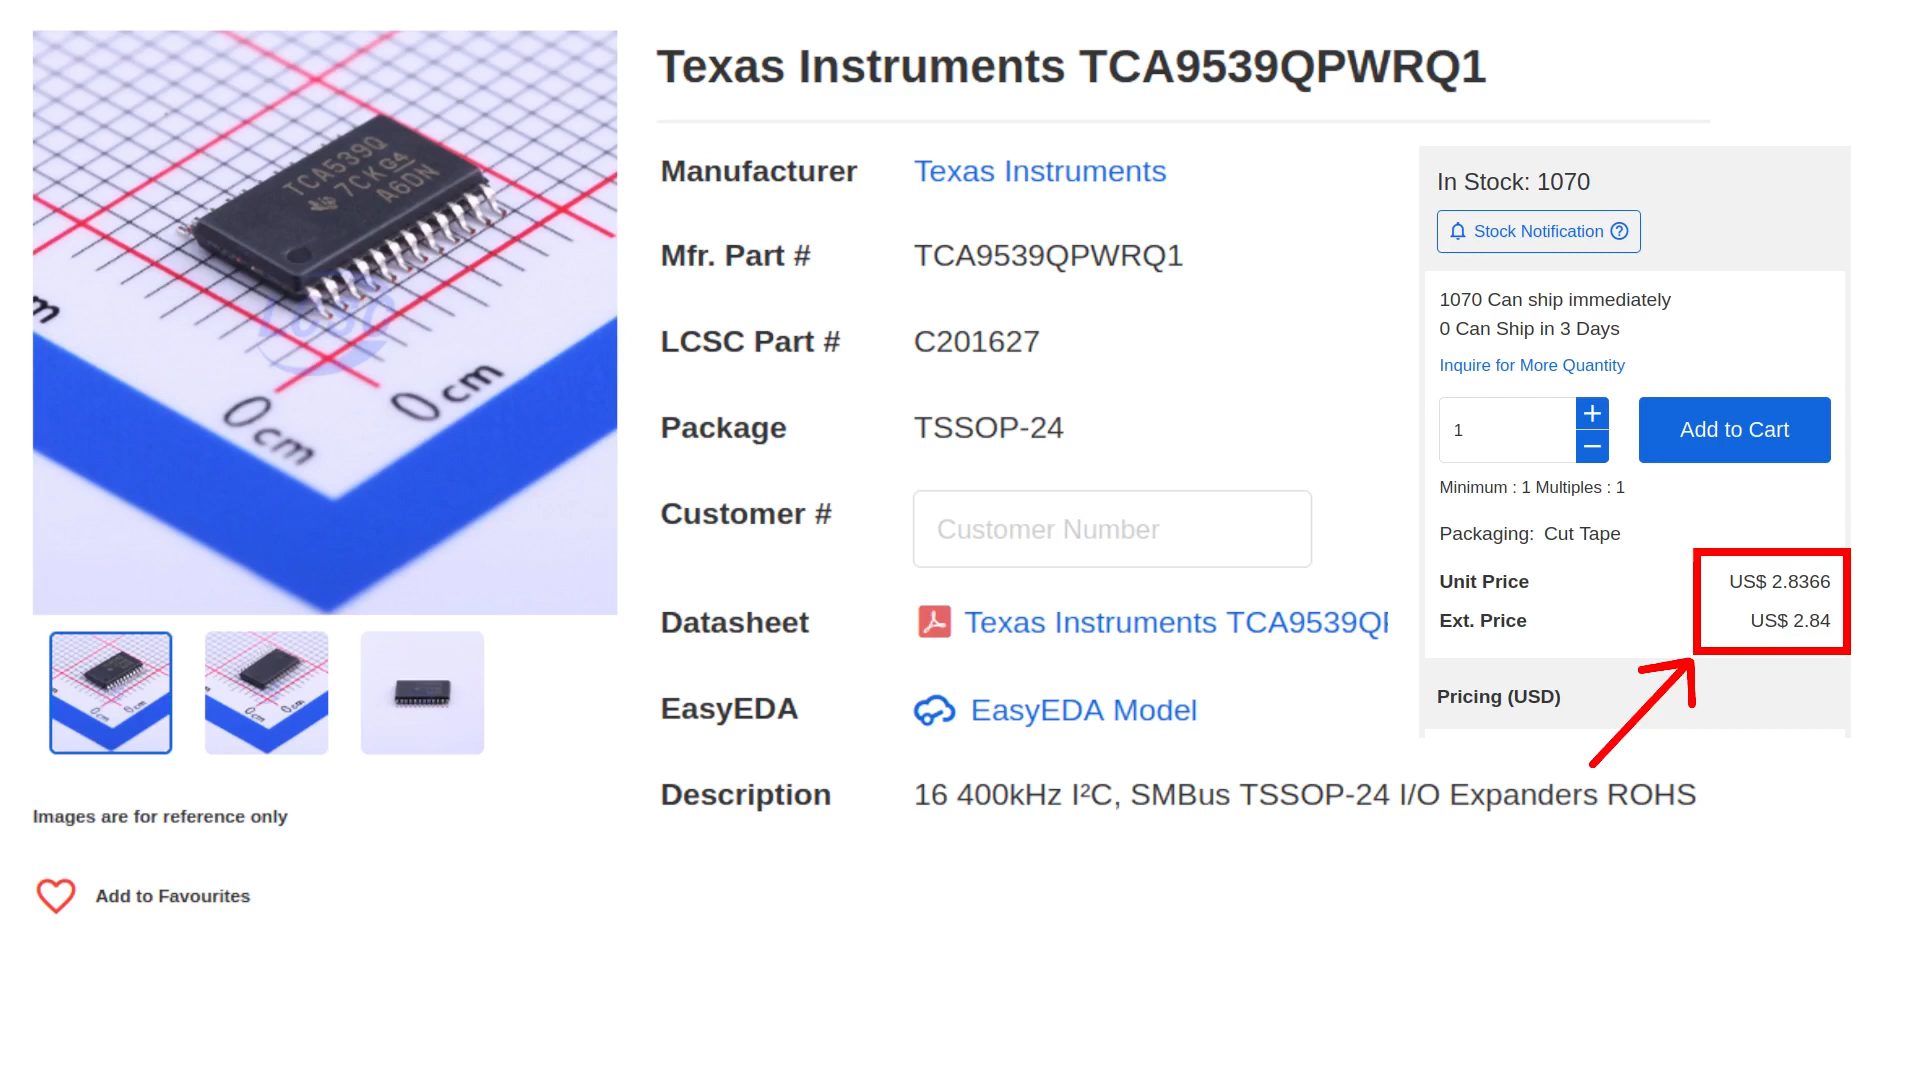 Texas Instruments TCA9539QPWRQ1
TCA539Q
7CK G4
A6DN
0cm
0cm
Manufacturer Texas Instruments
Mfr. Part # TCA9539QPWRQ1
LCSC Part # C201627
Package TSSOP-24
Customer # Customer Number
Datasheet Texas Instruments TCA9539QP
EasyEDA EasyEDA Model
Description 16 400kHz I²C, SMBus TSSOP-24 I/O Expanders ROHS
In Stock: 1070
Stock Notification
1070 Can ship immediately
0 Can Ship in 3 Days
Inquire for More Quantity
1
Add to Cart
Minimum : 1 Multiples : 1
Packaging: Cut Tape
Unit Price US$ 2.8366
Ext. Price US$ 2.84
Pricing (USD)
Images are for reference only
Add to Favourites